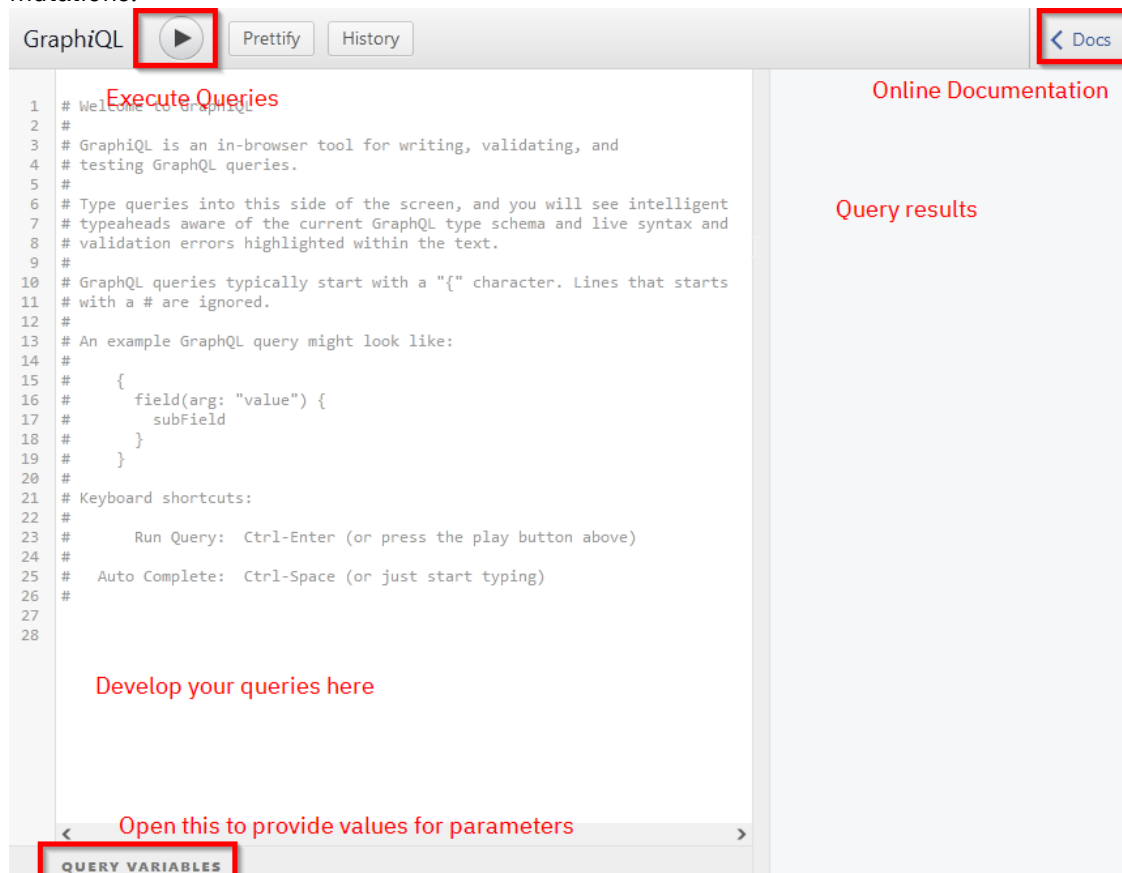 mutations.
GraphiQL Prettify History Docs
Execute Queries
Online Documentation
1 # Welcome to GraphiQL
2 #
3 # GraphiQL is an in-browser tool for writing, validating, and
4 # testing GraphQL queries.
5 #
6 # Type queries into this side of the screen, and you will see intelligent
7 # typeaheads aware of the current GraphQL type schema and live syntax and
8 # validation errors highlighted within the text.
Query results
9 #
10 # GraphQL queries typically start with a "{" character. Lines that starts
11 # with a # are ignored.
12 #
13 # An example GraphQL query might look like:
14 #
15 #     {
16 #       field(arg: "value") {
17 #         subField
18 #       }
19 #     }
20 #
21 # Keyboard shortcuts:
22 #
23 #       Run Query:  Ctrl-Enter (or press the play button above)
24 #
25 #   Auto Complete:  Ctrl-Space (or just start typing)
26 #
27
28
Develop your queries here
Open this to provide values for parameters
QUERY VARIABLES